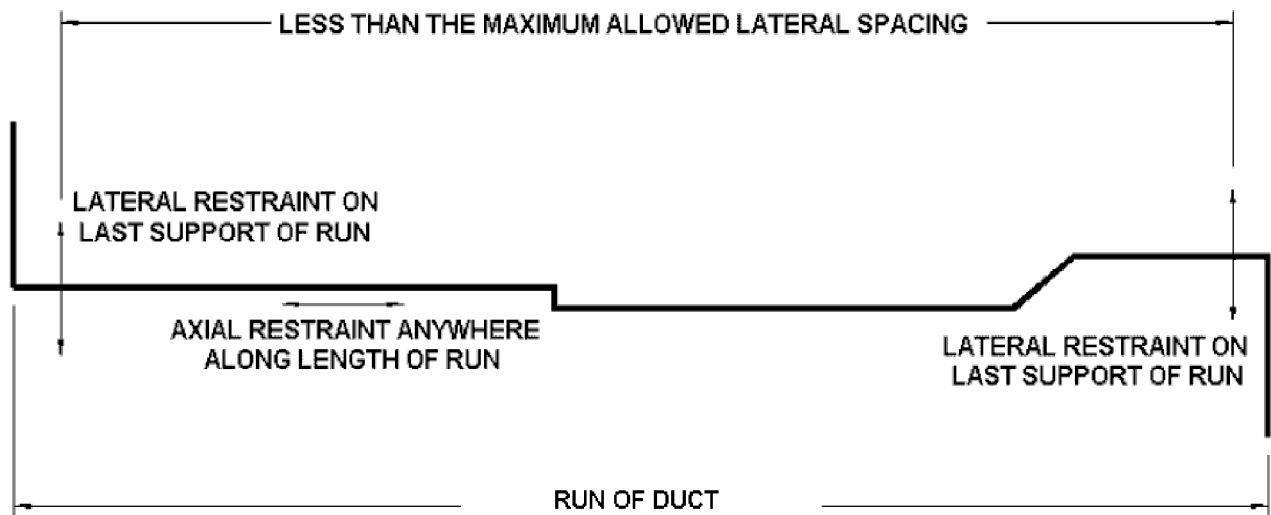 LESS THAN THE MAXIMUM ALLOWED LATERAL SPACING
LATERAL RESTRAINT ON
LAST SUPPORT OF RUN
AXIAL RESTRAINT ANYWHERE
ALONG LENGTH OF RUN
LATERAL RESTRAINT ON
LAST SUPPORT OF RUN
RUN OF DUCT